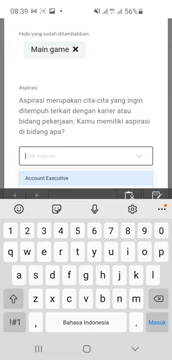 08:39
56%
Hobi yang sudah ditambahkan:
Main game ×
Aspirasi
Aspirasi merupakan cita-cita yang ingin
ditempuh terkait dengan karier atau
bidang pekerjaan. Kamu memiliki aspirasi
di bidang apa?
Pilih aspirasi
Account Executive
1 2 3 4 5 6 7 8 9 0
q w e r t y u i o p
a s d f g h j k l
z x c v b n m
!#1 , Bahasa Indonesia . Masuk